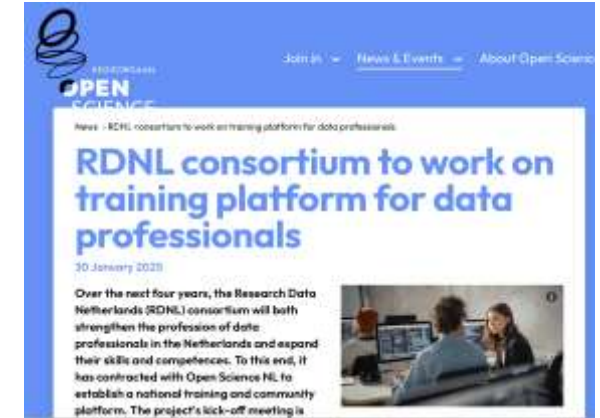 REGIEORGAAN
OPEN
SCIENCE
Join in News & Events About Open Science
News › RDNL consortium to work on training platform for data professionals
RDNL consortium to work on
training platform for data
professionals
30 January 2025
Over the next four years, the Research Data
Netherlands (RDNL) consortium will both
strengthen the profession of data
professionals in the Netherlands and expand
their skills and competences. To this end, it
has contracted with Open Science NL to
establish a national training and community
platform. The project's kick-off meeting is